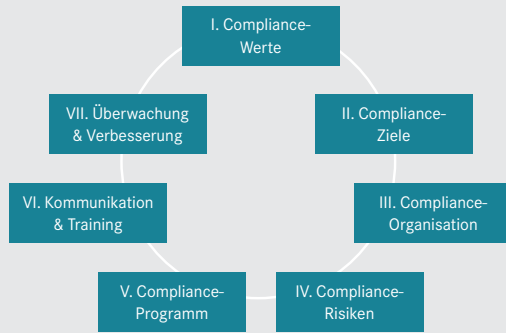 I. Compliance-
Werte
II. Compliance-
Ziele
III. Compliance-
Organisation
IV. Compliance-
Risiken
V. Compliance-
Programm
VI. Kommunikation
& Training
VII. Überwachung
& Verbesserung